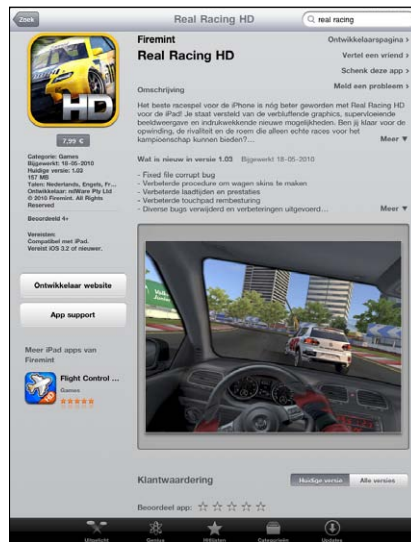 Zoek
Real Racing HD
real racing
HD
7,99 €
Categorie: Games
Bijgewerkt: 18-05-2010
Huidige versie: 1.03
157 MB
Talen: Nederlands, Engels, Fr...
Ontwikkelaar: n/Ware Pty Ltd
© 2010 Firemint. All Rights
Reserved
Beoordeeld 4+
Vereisten:
Compatibel met iPad.
Vereist iOS 3.2 of nieuwer.
Ontwikkelaar website
App support
Meer iPad apps van
Firemint
Flight Control ...
Games
HD
Firemint
Real Racing HD
Ontwikkelaarspagina ›
Vertel een vriend ›
Schenk deze app ›
Meld een probleem ›
Omschrijving
Het beste racespel voor de iPhone is nóg beter geworden met Real Racing HD
voor de iPad! Je staat versteld van de verbluffende graphics, supervloeiende
beeldweergave en indrukwekkende nieuwe mogelijkheden. Ben jij klaar voor de
opwinding, de rivaliteit en de roem die alleen echte races voor het
kampioenschap kunnen bieden?...
Meer ▼
Wat is nieuw in versie 1.03 Bijgewerkt 18-05-2010
- Fixed file corrupt bug
- Verbeterde procedure om wagen skins te maken
- Verbeterde laadtijden en prestaties
- Verbeterde touchpad rembesturing
- Diverse bugs verwijderd en verbeteringen uitgevoerd...
Meer ▼
Klantwaardering
Huidige versie
Alle versies
Beoordeel app:
Uitgelicht
Genius
Hitlijsten
Categorieën
Updates